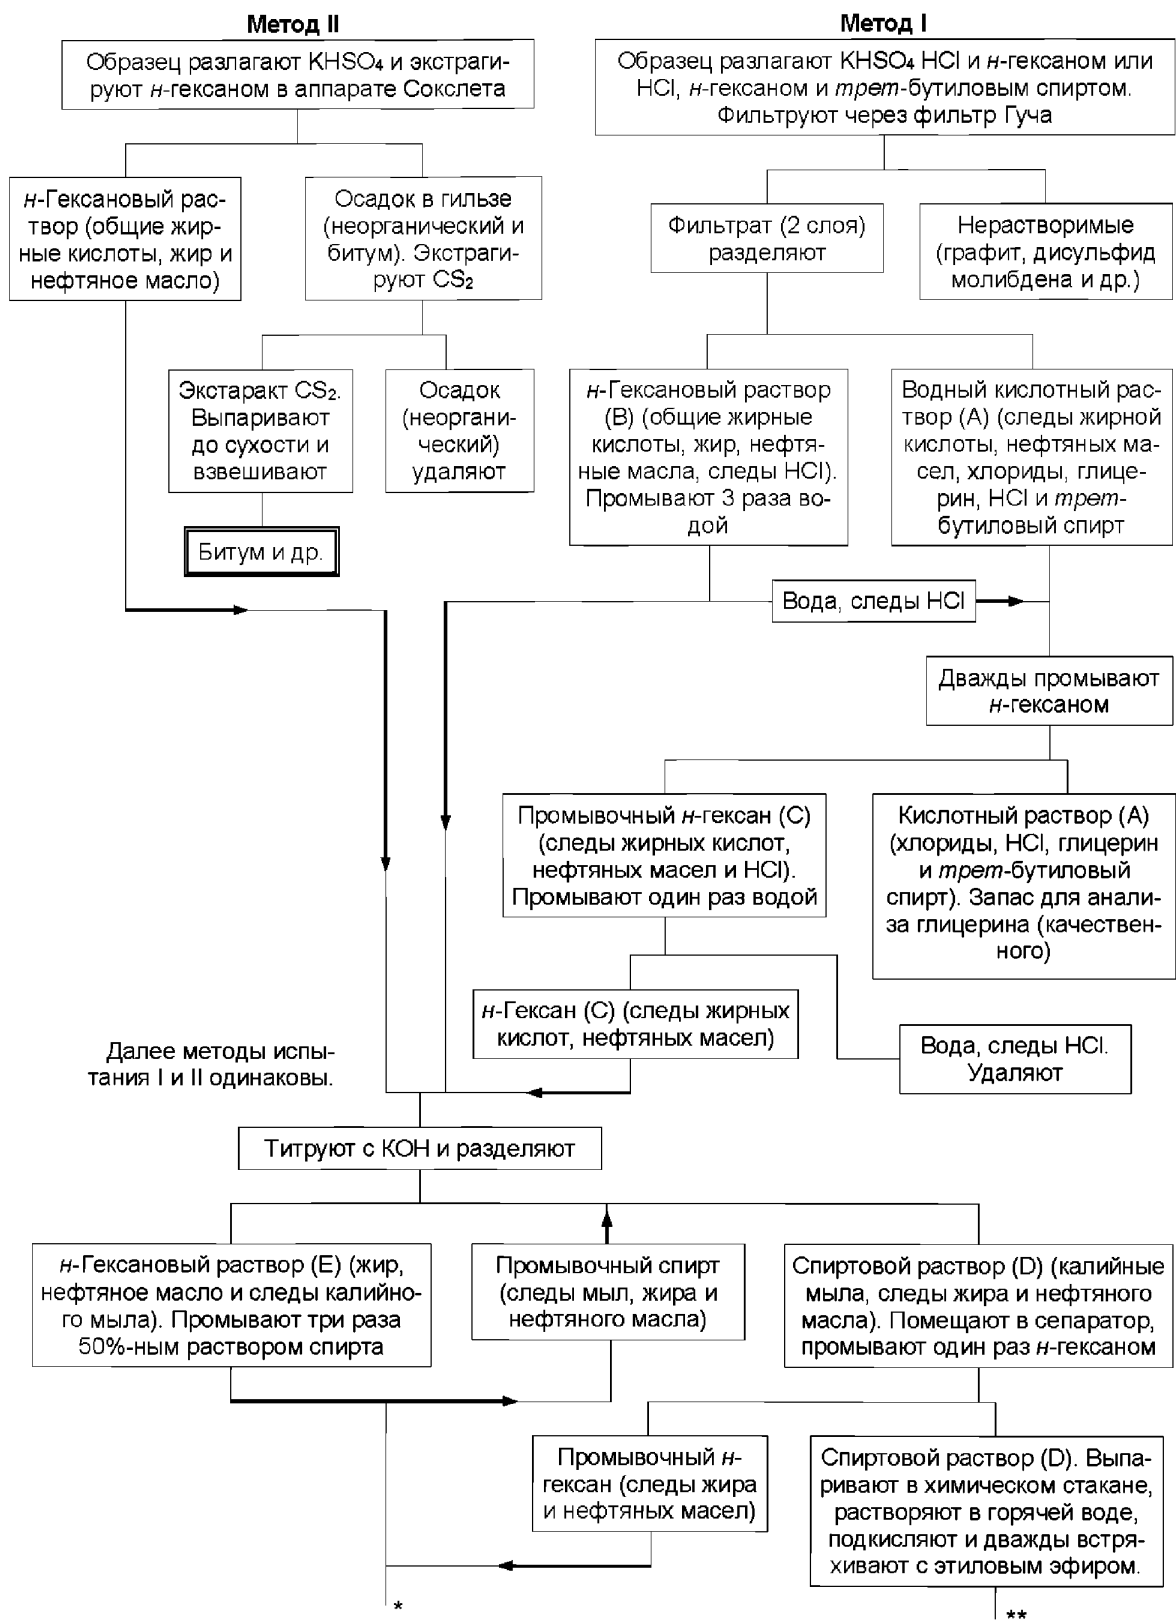 Метод II
Образец разлагают KHSO₄ и экстраги-
руют н-гексаном в аппарате Сокслета
н-Гексановый рас-
твор (общие жир-
ные кислоты, жир и
нефтяное масло)
Осадок в гильзе
(неорганический и
битум). Экстраги-
руют CS₂
Экстаракт CS₂.
Выпаривают
до сухости и
взвешивают
Осадок
(неоргани-
ческий)
удаляют
Битум и др.
Метод I
Образец разлагают KHSO₄ HCl и н-гексаном или
HCl, н-гексаном и трет-бутиловым спиртом.
Фильтруют через фильтр Гуча
Фильтрат (2 слоя)
разделяют
Нерастворимые
(графит, дисульфид
молибдена и др.)
н-Гексановый раствор
(B) (общие жирные
кислоты, жир, нефтя-
ные масла, следы HCl).
Промывают 3 раза во-
дой
Водный кислотный рас-
твор (A) (следы жирной
кислоты, нефтяных ма-
сел, хлориды, глице-
рин, HCl и трет-
бутиловый спирт
Вода, следы HCl
Дважды промывают
н-гексаном
Промывочный н-гексан (C)
(следы жирных кислот,
нефтяных масел и HCl).
Промывают один раз водой
Кислотный раствор (A)
(хлориды, HCl, глицерин
и трет-бутиловый
спирт). Запас для анали-
за глицерина (качествен-
ного)
н-Гексан (C) (следы жирных
кислот, нефтяных масел)
Вода, следы HCl.
Удаляют
Далее методы испы-
тания I и II одинаковы.
Титруют с КОН и разделяют
н-Гексановый раствор (E) (жир,
нефтяное масло и следы калийно-
го мыла). Промывают три раза
50%-ным раствором спирта
Промывочный спирт
(следы мыл, жира и
нефтяного масла)
Спиртовой раствор (D) (калийные
мыла, следы жира и нефтяного
масла). Помещают в сепаратор,
промывают один раз н-гексаном
Промывочный н-
гексан (следы жира
и нефтяных масел)
Спиртовой раствор (D). Выпа-
ривают в химическом стакане,
растворяют в горячей воде,
подкисляют и дважды встря-
хивают с этиловым эфиром.
*
**